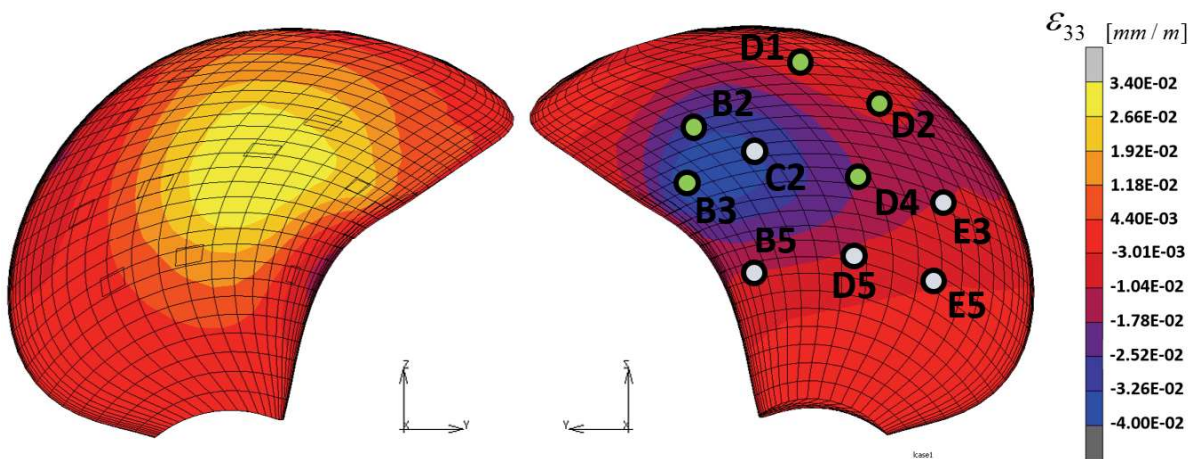 ε33 [mm / m]
3.40E-02
2.66E-02
1.92E-02
1.18E-02
4.40E-03
-3.01E-03
-1.04E-02
-1.78E-02
-2.52E-02
-3.26E-02
-4.00E-02
D1
B2
D2
C2
B3
D4
E3
B5
D5
E5
Z
X
Y
Z
Y
X
lcase1